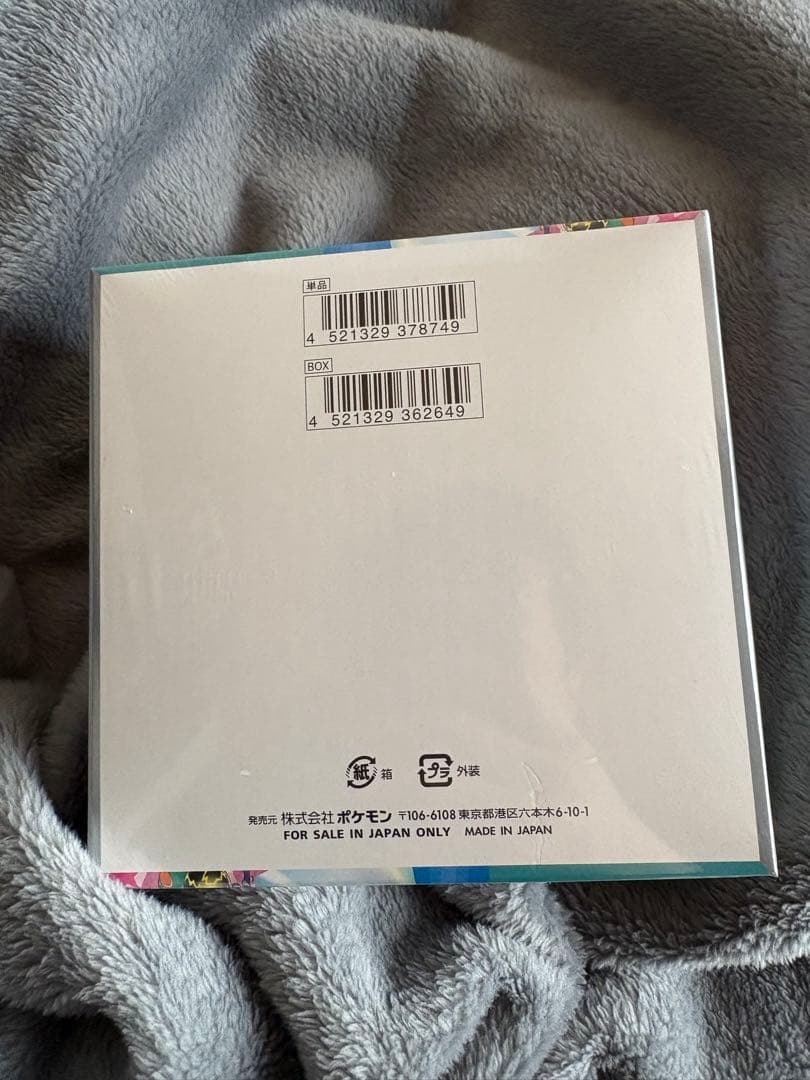 単品
4 521329 378749
BOX
4 521329 362649
紙 箱 プラ 外装
発売元 株式会社 ポケモン 〒106-6108 東京都港区六本木6-10-1
FOR SALE IN JAPAN ONLY MADE IN JAPAN